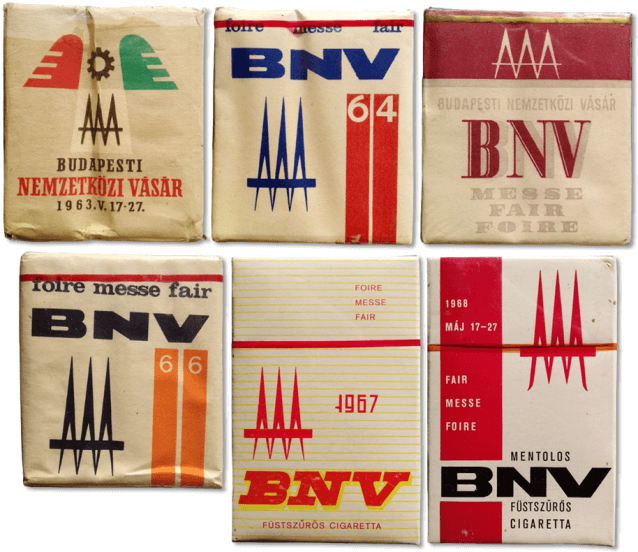 BUDAPESTI
NEMZETKÖZI VÁSÁR
1963.V.17-27.
foire messe fair
BNV
64
BUDAPESTI NEMZETKÖZI VÁSÁR
BNV
MESSE
FAIR
FOIRE
foire messe fair
BNV
66
FOIRE
MESSE
FAIR
1967
BNV
FÜSTSZŰRŐS CIGARETTA
1968
MÁJ 17-27
FAIR
MESSE
FOIRE
MENTOLOS
BNV
FÜSTSZŰRŐS
CIGARETTA